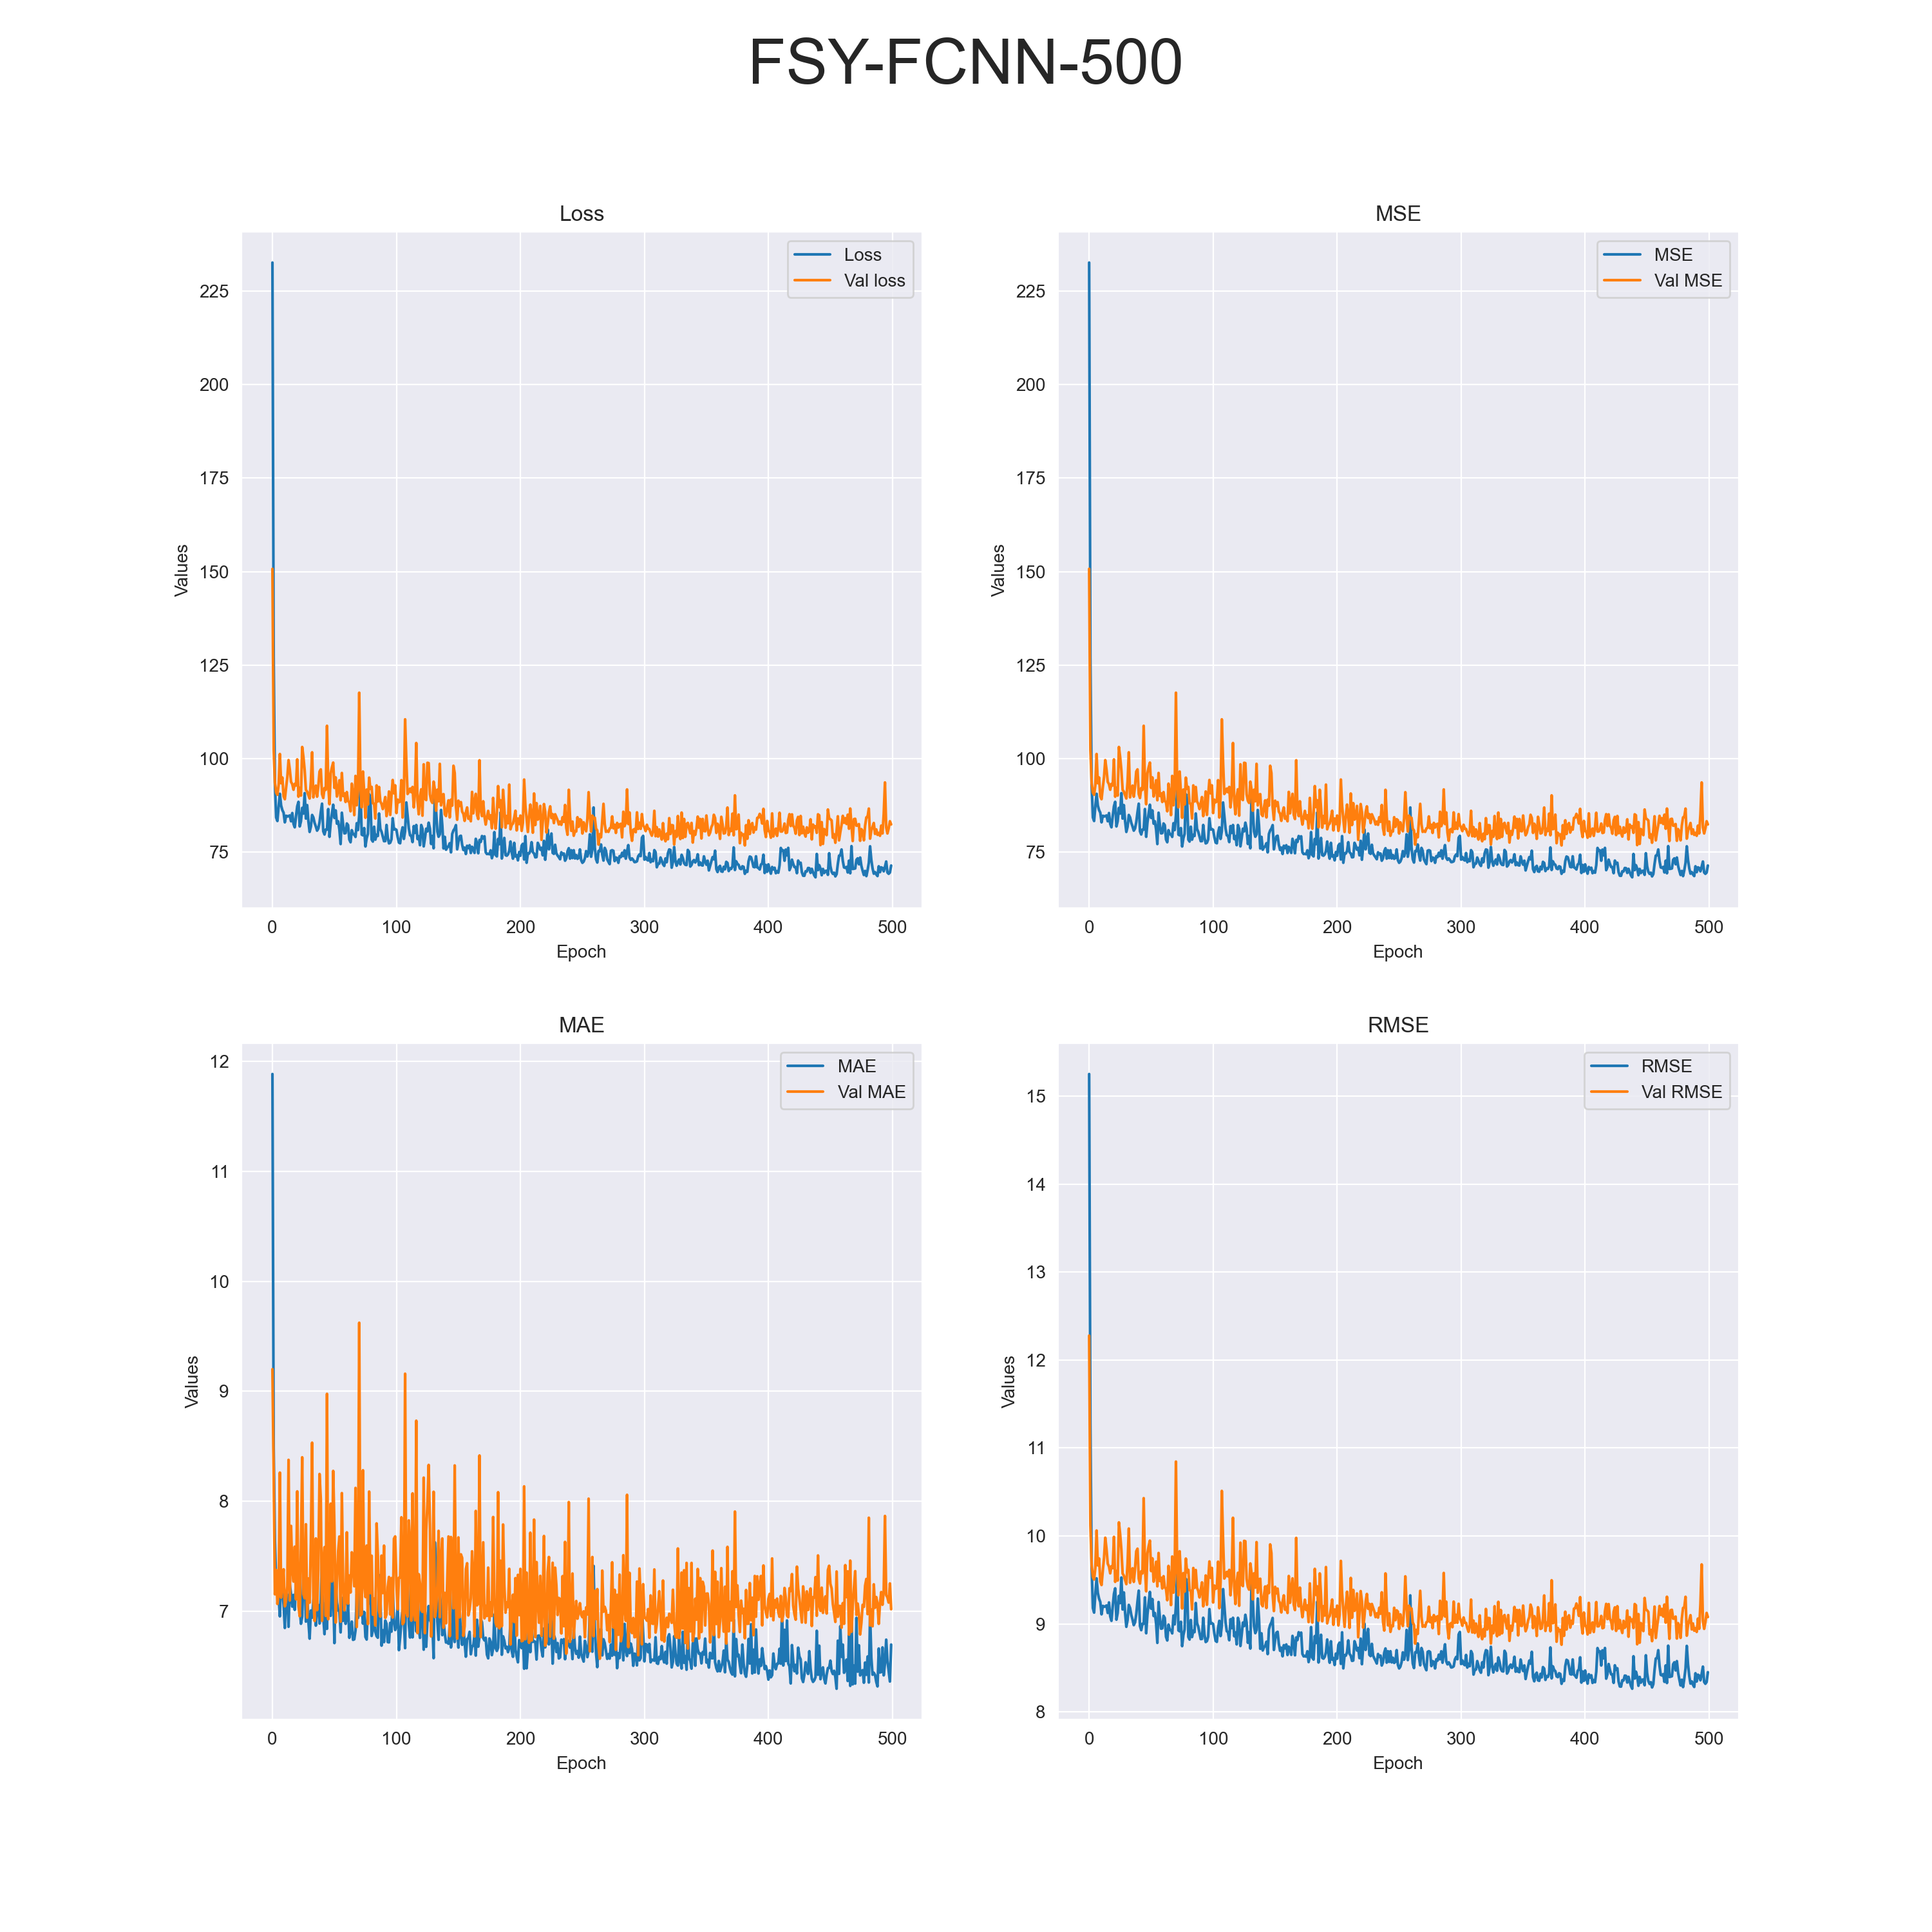 FSY-FCNN-500
Loss
Loss
Val loss
225
200
175
150
125
100
75
Values
0 100 200 300 400 500
Epoch
MSE
MSE
Val MSE
225
200
175
150
125
100
75
Values
0 100 200 300 400 500
Epoch
MAE
MAE
Val MAE
12
11
10
9
8
7
Values
0 100 200 300 400 500
Epoch
RMSE
RMSE
Val RMSE
15
14
13
12
11
10
9
8
Values
0 100 200 300 400 500
Epoch